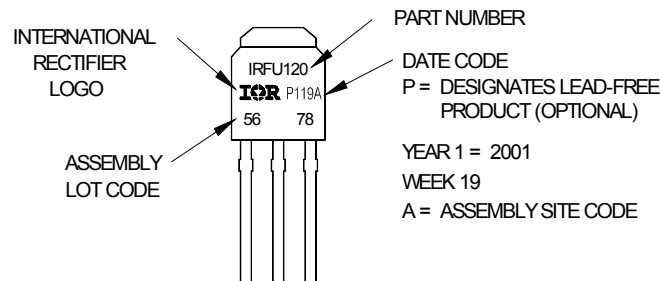 INTERNATIONAL
RECTIFIER
LOGO
ASSEMBLY
LOT CODE
IRFU120
IOR P119A
56 78
PART NUMBER
DATE CODE
P = DESIGNATES LEAD-FREE
PRODUCT (OPTIONAL)
YEAR 1 = 2001
WEEK 19
A = ASSEMBLY SITE CODE